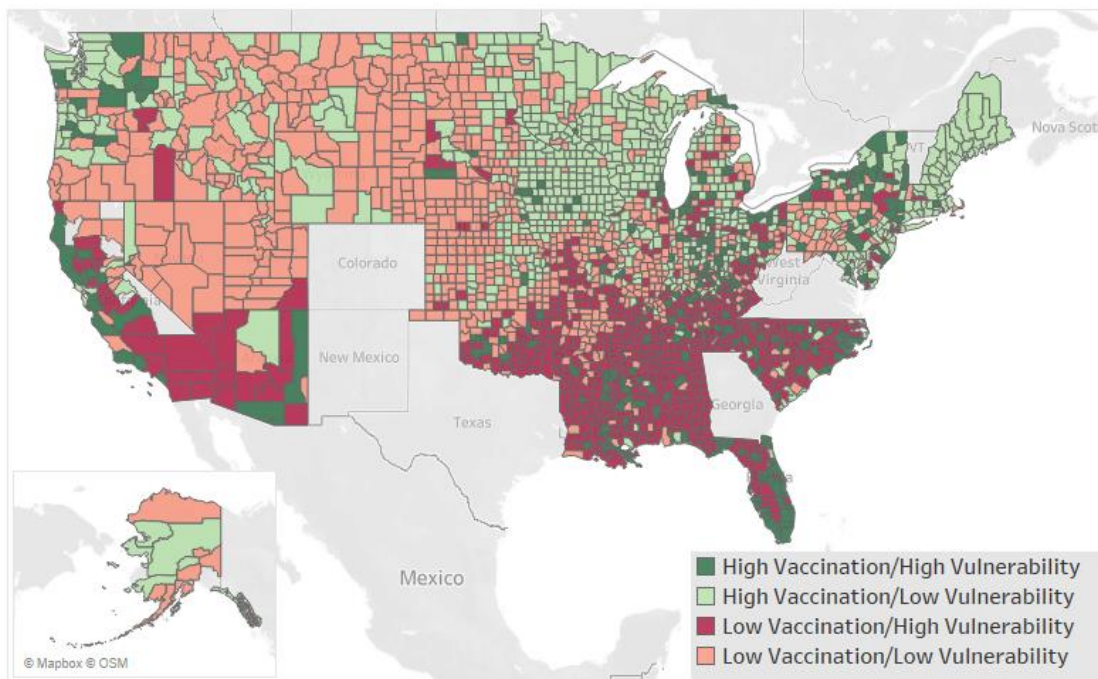 Nova Scot
VT
Colorado
West
Virginia
New Mexico
Georgia
Texas
Mexico
High Vaccination/High Vulnerability
High Vaccination/Low Vulnerability
Low Vaccination/High Vulnerability
Low Vaccination/Low Vulnerability
© Mapbox © OSM